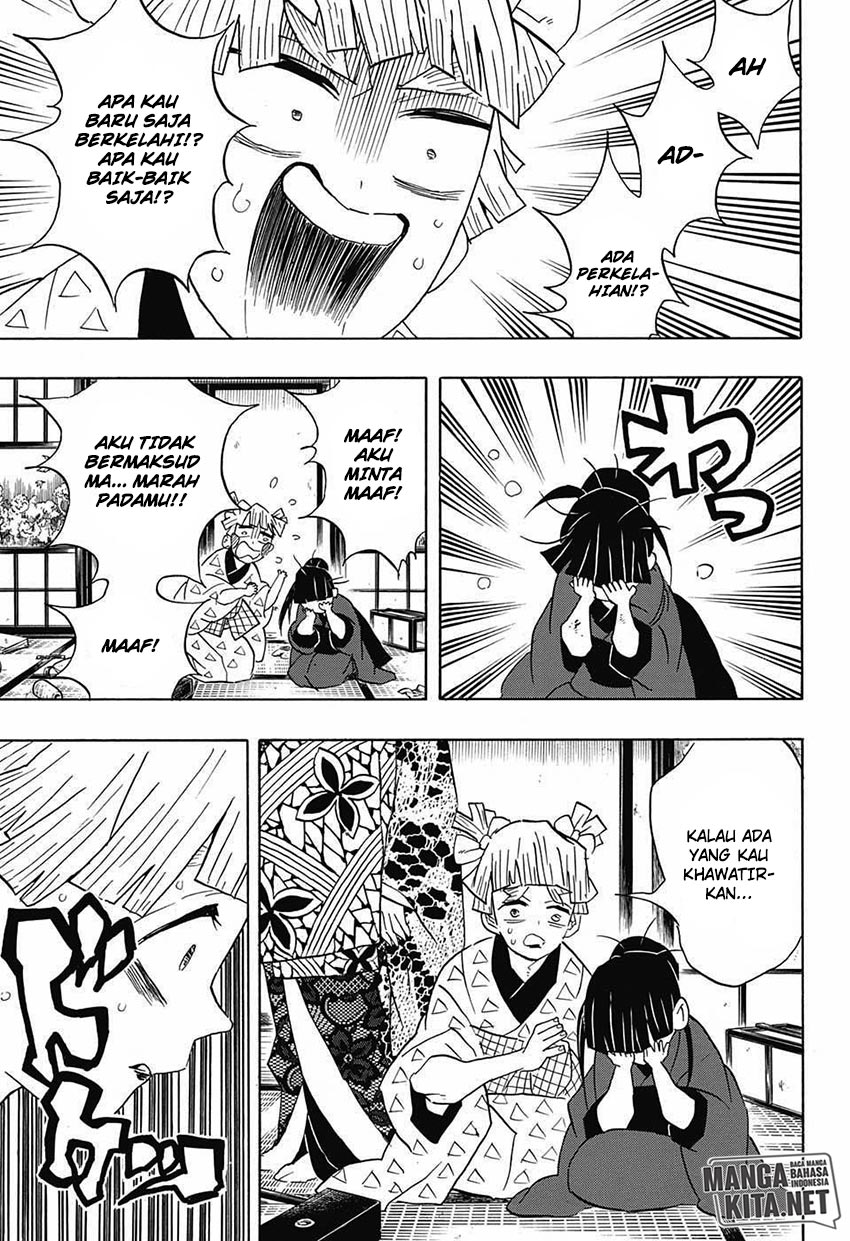 AH
AD-
ADA
PERKELA-
HIAN!?
APA KAU
BARU SAJA
BERKELAHI!?
APA KAU
BAIK-BAIK
SAJA!?
わっ
MAAF!
AKU
MINTA
MAAF!
AKU TIDAK
BERMAKSUD
MA... MARAH
PADAMU!!
MAAF!
KALAU ADA
YANG KAU
KHAWATIR-
KAN...
MANGA
KITA.NET
BACA MANGA
BAHASA
INDONESIA